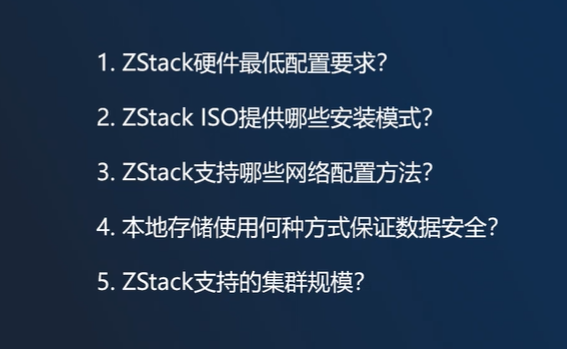 1. ZStack硬件最低配置要求?
2. ZStack ISO提供哪些安装模式?
3. ZStack支持哪些网络配置方法?
4. 本地存储使用何种方式保证数据安全?
5. ZStack支持的集群规模?